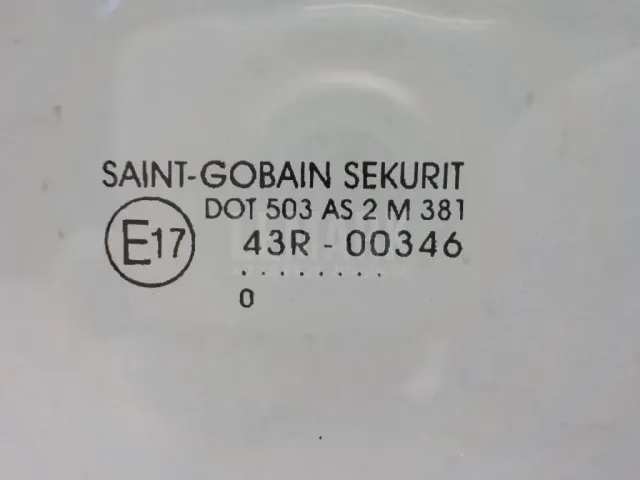 SAINT-GOBAIN SEKURIT
DOT 503 AS 2 M 381
E17 43R - 00346
. . . . . . . .
0